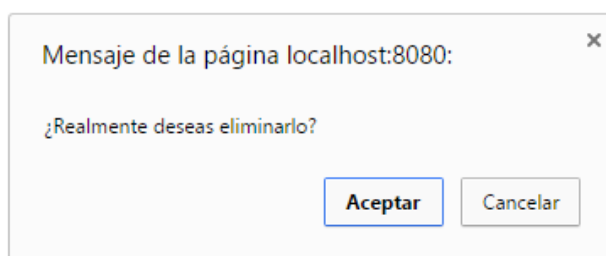 Mensaje de la página localhost:8080:
¿Realmente deseas eliminarlo?
Aceptar Cancelar